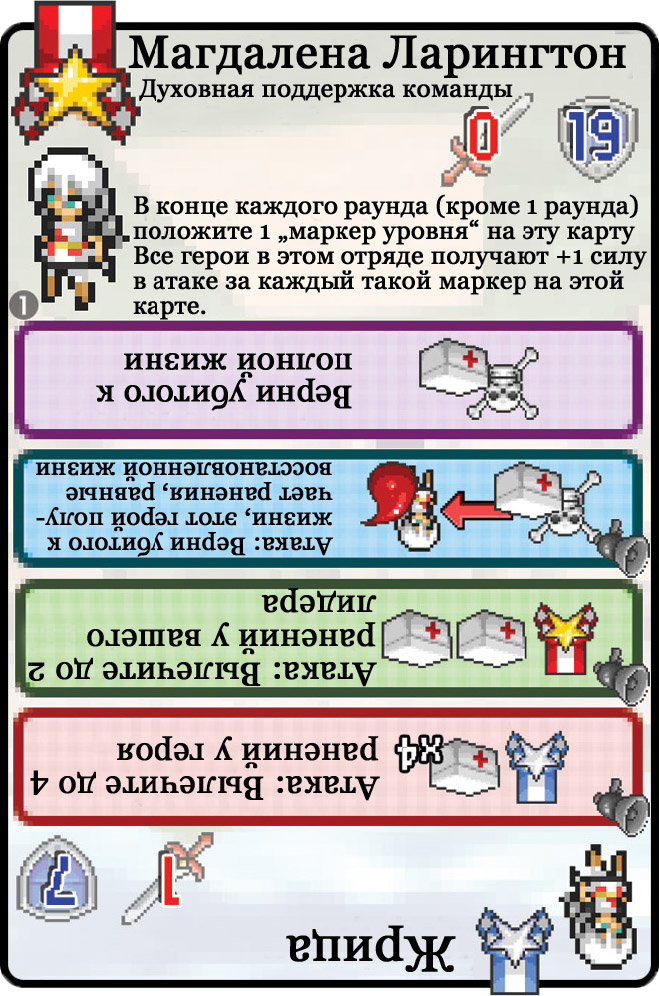 Магдалена Ларингтон
Духовная поддержка команды
0
19
В конце каждого раунда (кроме 1 раунда)
положите 1 „маркер уровня“ на эту карту
Все герои в этом отряде получают +1 силу
в атаке за каждый такой маркер на этой
карте.
1
Жрица
1
7
Атака: Вылечите до 4
ранений у героя
x4
Атака: Вылечите до 2
ранений у вашего
лидера
Атака: Верни убитого к
жизни, этот герой полу-
чает ранения, равные
восстановленной жизни
Верни убитого к
полной жизни